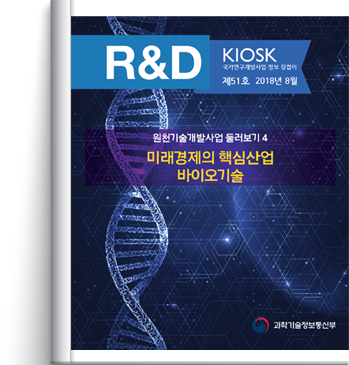 R&D
KIOSK
국가연구개발사업 정보 길잡이
제51호 2018년 8월
원천기술개발사업 둘러보기 4
미래경제의 핵심산업
바이오기술
과학기술정보통신부